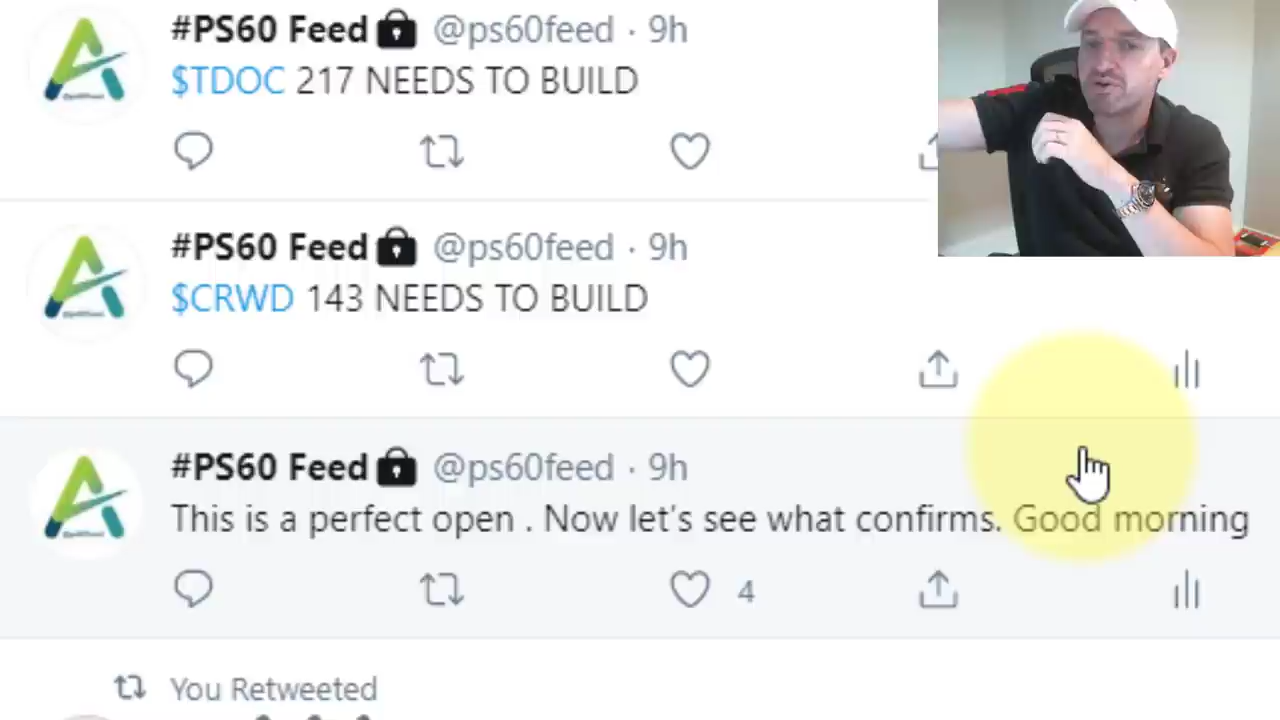 #PS60 Feed @ps60feed · 9h
$TDOC 217 NEEDS TO BUILD
#PS60 Feed @ps60feed · 9h
$CRWD 143 NEEDS TO BUILD
#PS60 Feed @ps60feed · 9h
This is a perfect open . Now let's see what confirms. Good morning
4
You Retweeted